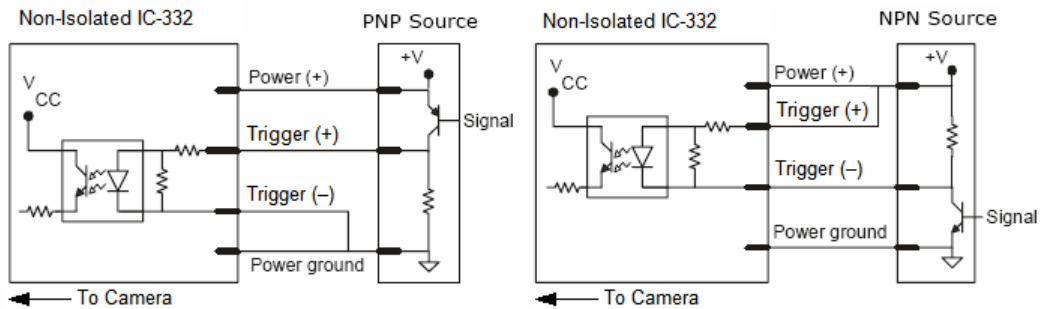 Non-Isolated IC-332
PNP Source
+V
V
CC
Power (+)
Trigger (+)
Signal
Trigger (–)
Power ground
To Camera
Non-Isolated IC-332
NPN Source
+V
V
CC
Power (+)
Trigger (+)
Trigger (–)
Signal
Power ground
To Camera